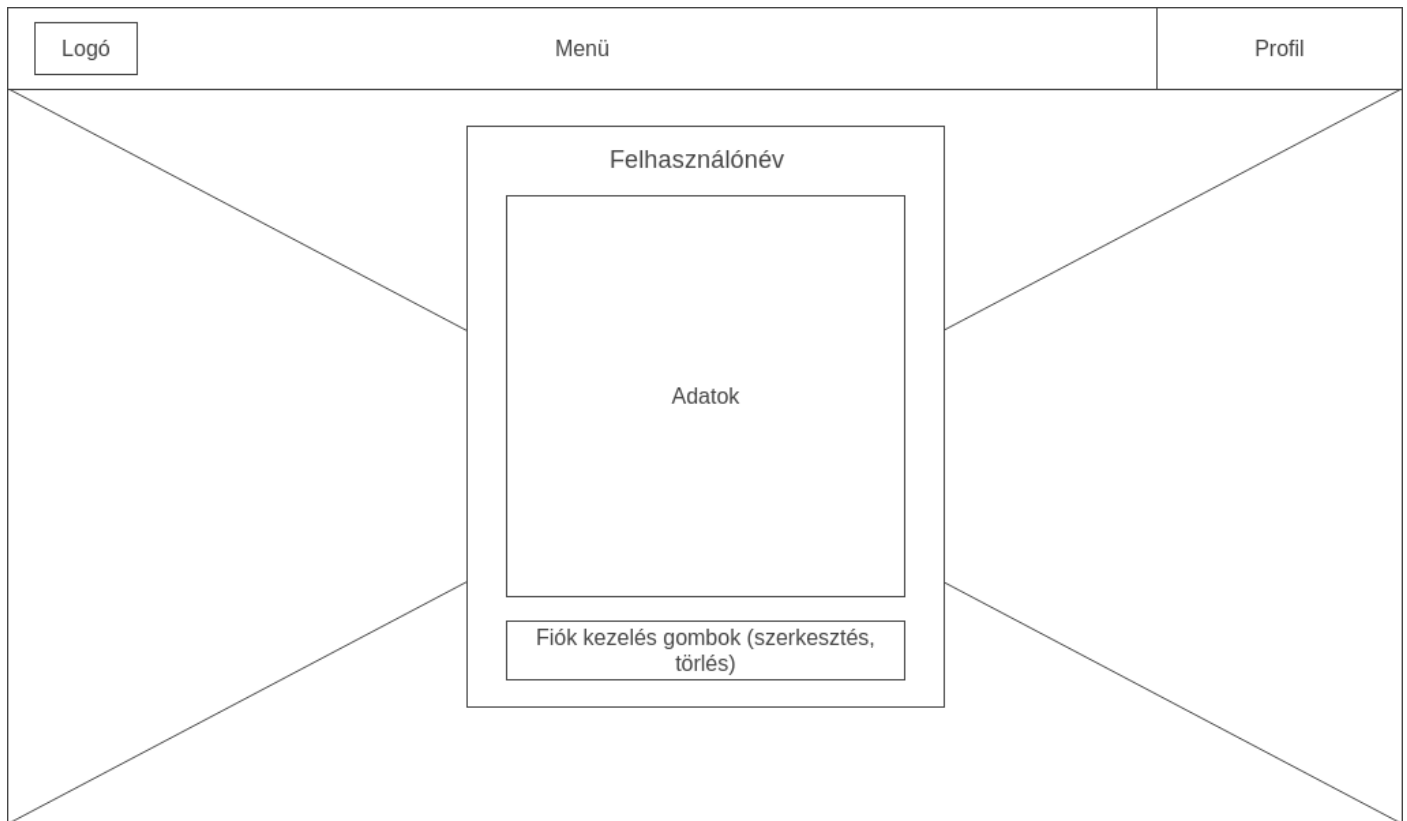 Logó
Menü
Profil
Felhasználónév
Adatok
Fiók kezelés gombok (szerkesztés,
törlés)